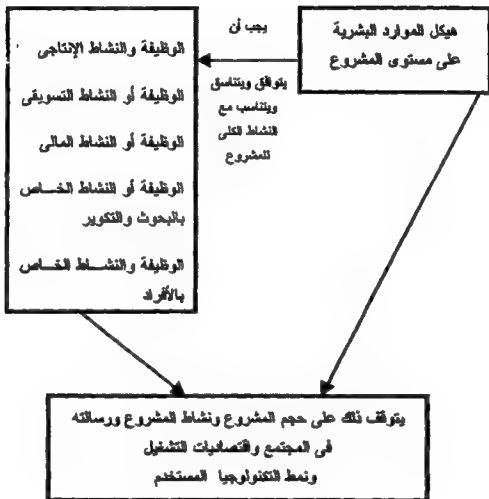 هيكل الموارد البشرية
على مستوى المشروع
يجب أن
يتوافق ويتناسق
ويتناسب مع
النشاط الكلى
للمشروع
الوظيفة والنشاط الإنتاجى
الوظيفة أو النشاط التسويقى
الوظيفة أو النشاط المالى
الوظيفة أو النشاط الخاص
بالبحوث والتكوير
الوظيفة والنشاط الخاص
بالأفراد
يتوقف ذلك على حجم المشروع ونشاط المشروع ورسالته
فى المجتمع واقتصاديات التشغيل
ونمط التكنولوجيا المستخدم